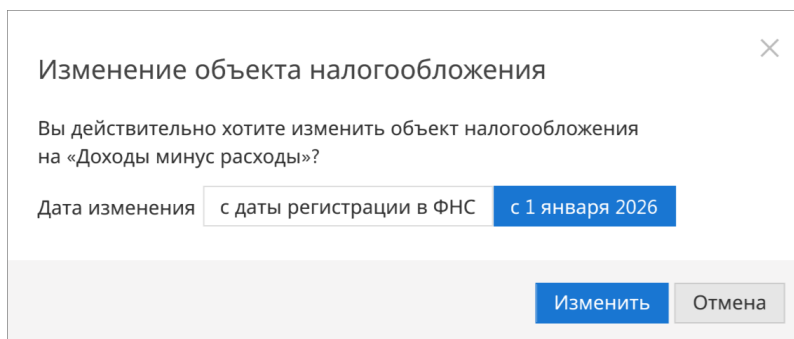 Изменение объекта налогообложения
Вы действительно хотите изменить объект налогообложения
на «Доходы минус расходы»?
Дата изменения с даты регистрации в ФНС с 1 января 2026
Изменить Отмена